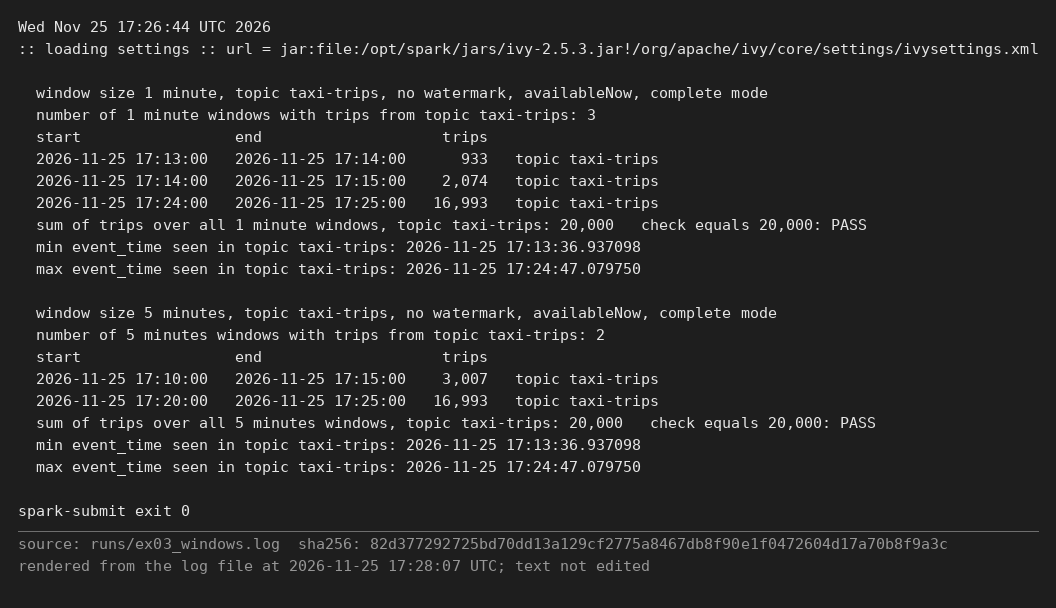 Wed Nov 25 17:26:44 UTC 2026
:: loading settings :: url = jar:file:/opt/spark/jars/ivy-2.5.3.jar!/org/apache/ivy/core/settings/ivysettings.xml
window size 1 minute, topic taxi-trips, no watermark, availableNow, complete mode
number of 1 minute windows with trips from topic taxi-trips: 3
start                 end                    trips
2026-11-25 17:13:00   2026-11-25 17:14:00      933   topic taxi-trips
2026-11-25 17:14:00   2026-11-25 17:15:00    2,074   topic taxi-trips
2026-11-25 17:24:00   2026-11-25 17:25:00   16,993   topic taxi-trips
sum of trips over all 1 minute windows, topic taxi-trips: 20,000   check equals 20,000: PASS
min event_time seen in topic taxi-trips: 2026-11-25 17:13:36.937098
max event_time seen in topic taxi-trips: 2026-11-25 17:24:47.079750
window size 5 minutes, topic taxi-trips, no watermark, availableNow, complete mode
number of 5 minutes windows with trips from topic taxi-trips: 2
start                 end                    trips
2026-11-25 17:10:00   2026-11-25 17:15:00    3,007   topic taxi-trips
2026-11-25 17:20:00   2026-11-25 17:25:00   16,993   topic taxi-trips
sum of trips over all 5 minutes windows, topic taxi-trips: 20,000   check equals 20,000: PASS
min event_time seen in topic taxi-trips: 2026-11-25 17:13:36.937098
max event_time seen in topic taxi-trips: 2026-11-25 17:24:47.079750
spark-submit exit 0
source: runs/ex03_windows.log  sha256: 82d377292725bd70dd13a129cf2775a8467db8f90e1f0472604d17a70b8f9a3c
rendered from the log file at 2026-11-25 17:28:07 UTC; text not edited